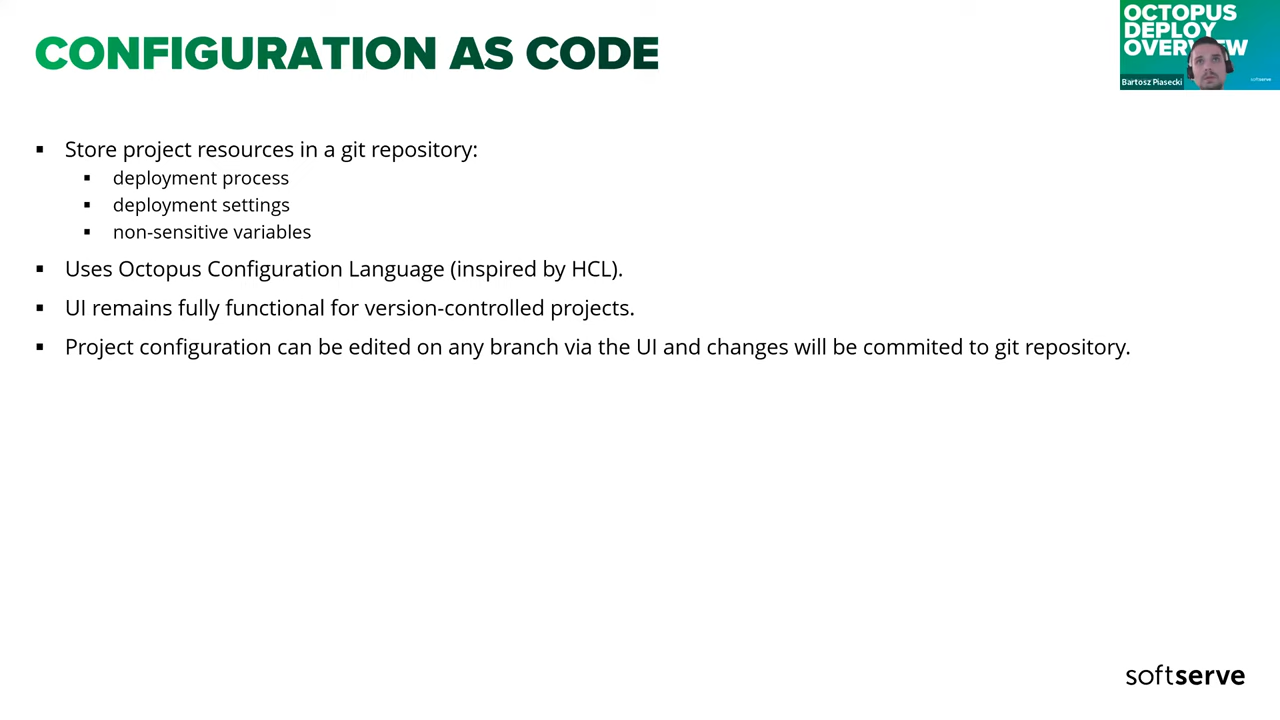 CONFIGURATION AS CODE
OCTOPUS
DEPLOY
OVERVIEW
Bartosz Piasecki
softserve
Store project resources in a git repository:
deployment process
deployment settings
non-sensitive variables
Uses Octopus Configuration Language (inspired by HCL).
UI remains fully functional for version-controlled projects.
Project configuration can be edited on any branch via the UI and changes will be commited to git repository.
softserve